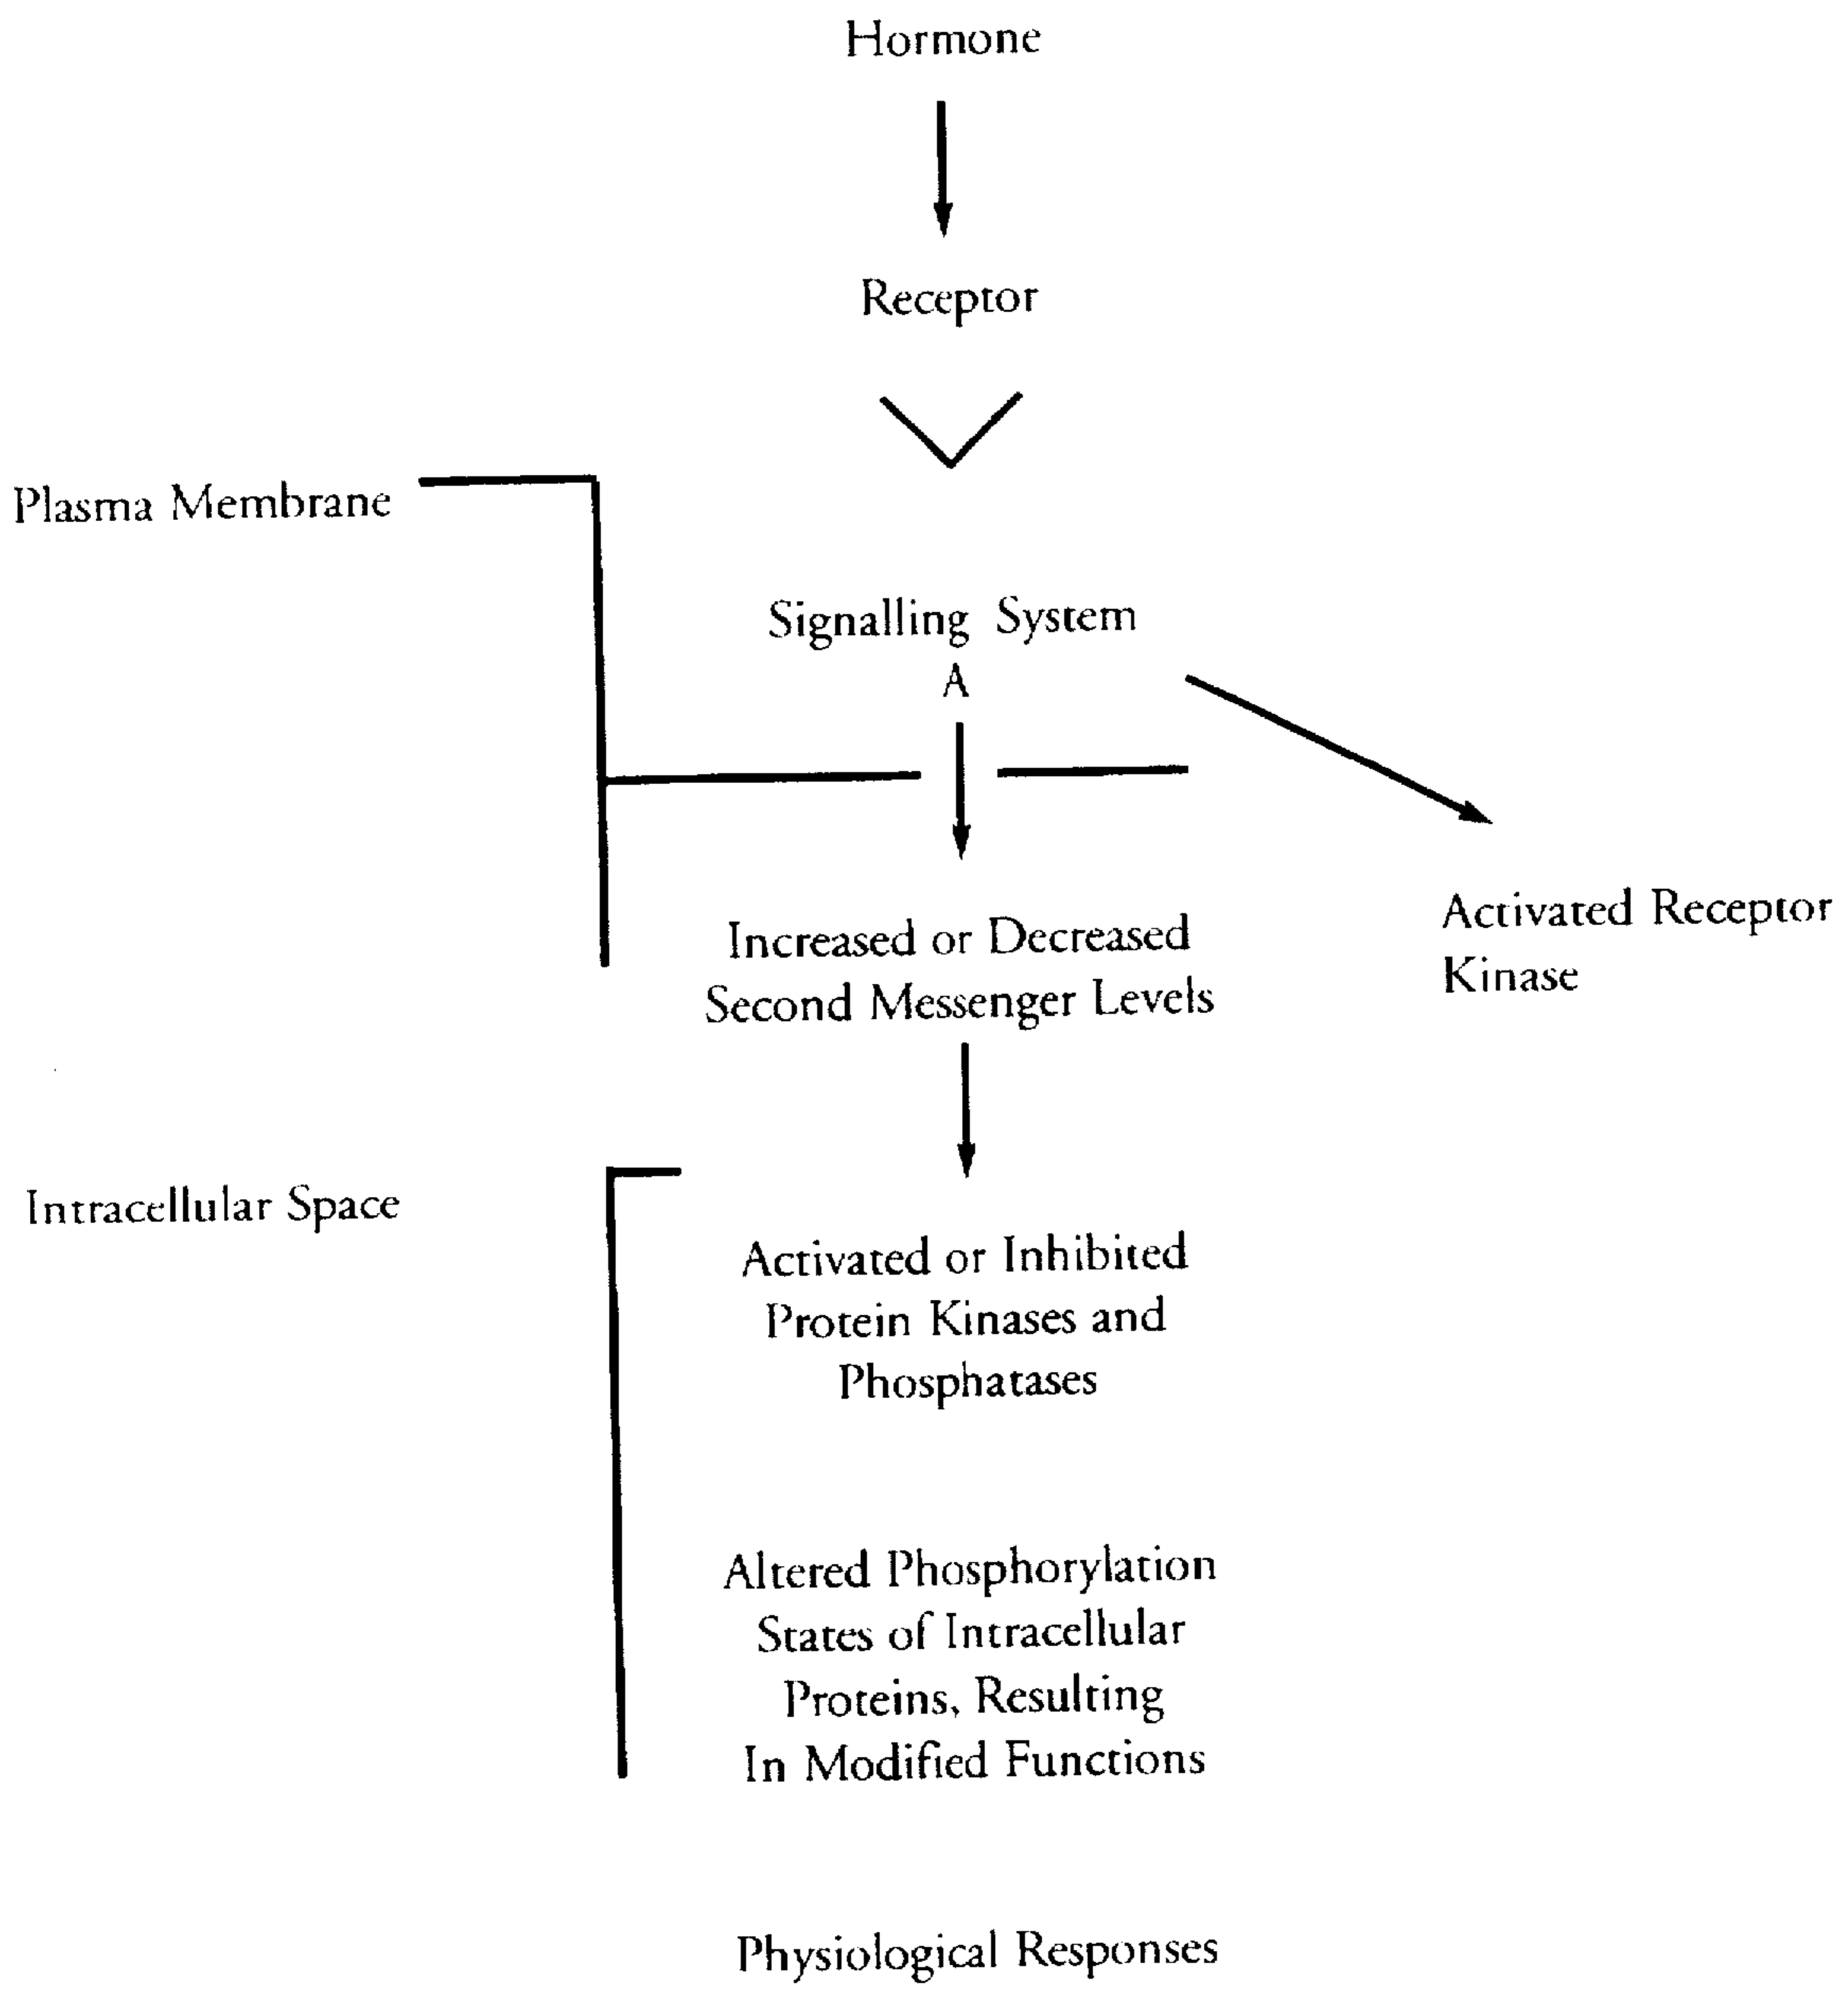 Hormone
Receptor
Plasma Membrane
Signalling System
A
Increased or Decreased
Second Messenger Levels
Activated Receptor
Kinase
Intracellular Space
Activated or Inhibited
Protein Kinases and
Phosphatases
Altered Phosphorylation
States of Intracellular
Proteins, Resulting
In Modified Functions
Physiological Responses